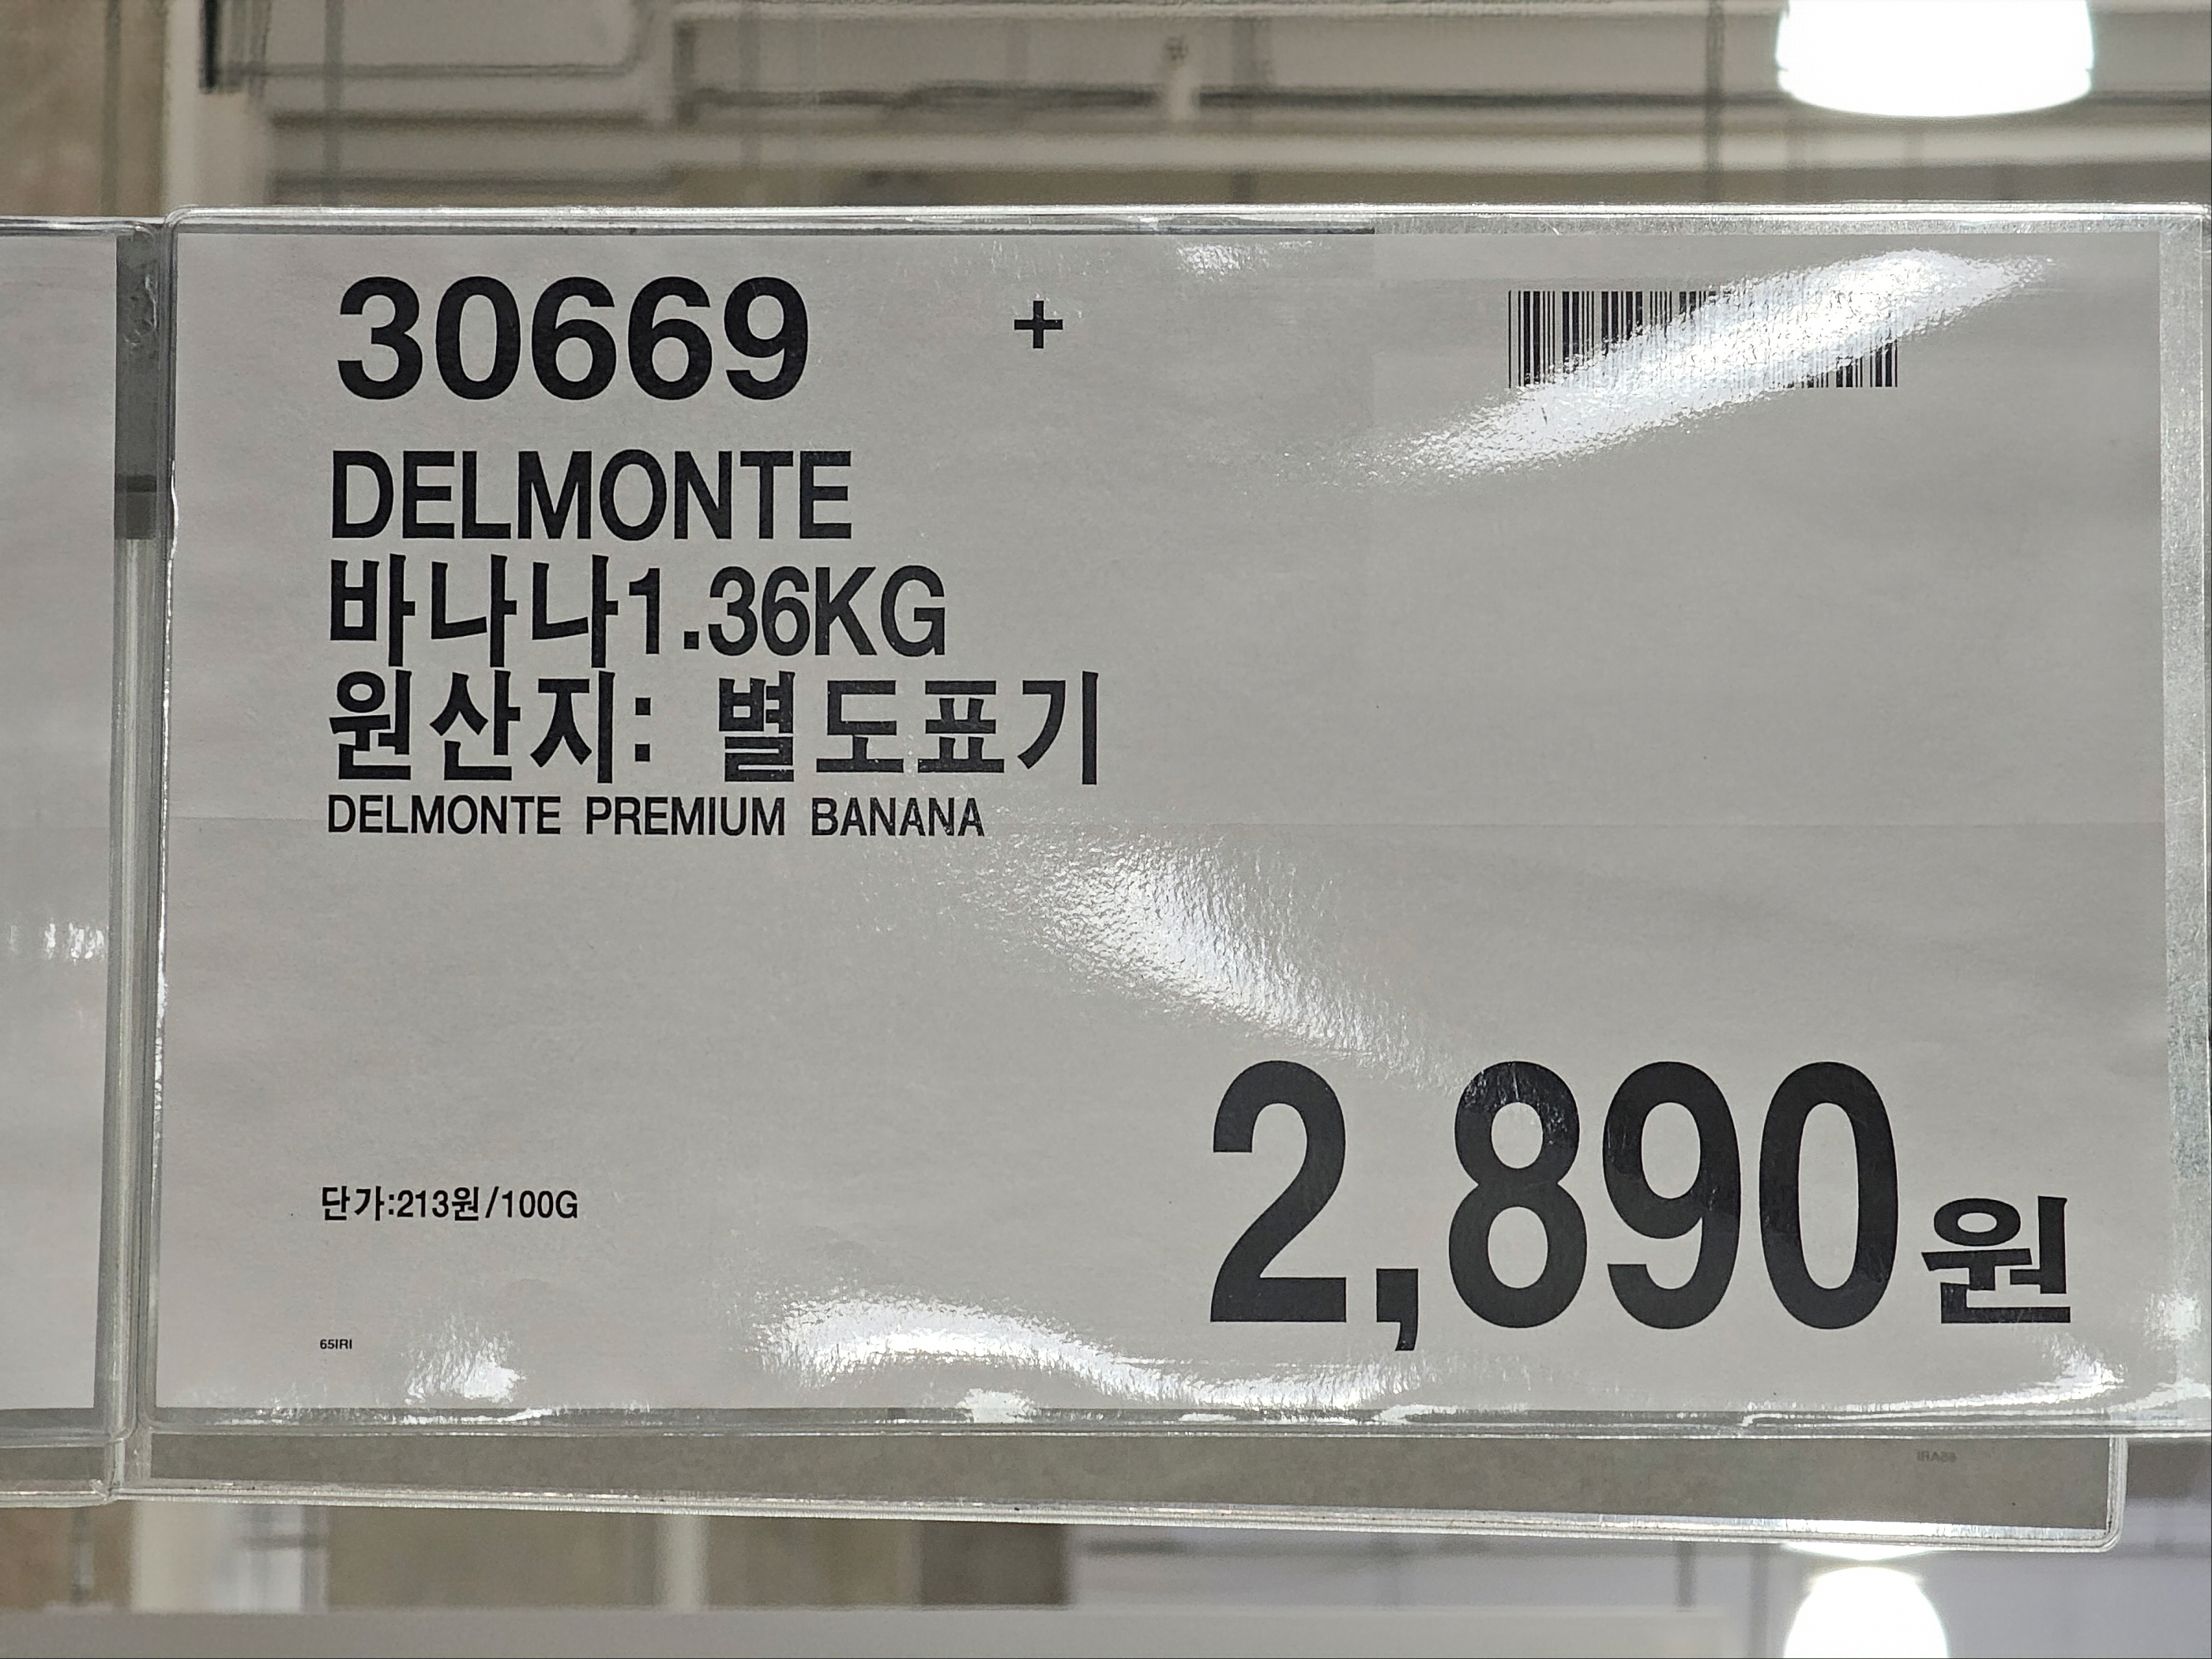 30669 +
DELMONTE
바나나1.36KG
원산지: 별도표기
DELMONTE PREMIUM BANANA
단가:213원/100G
2,890원
65IRI